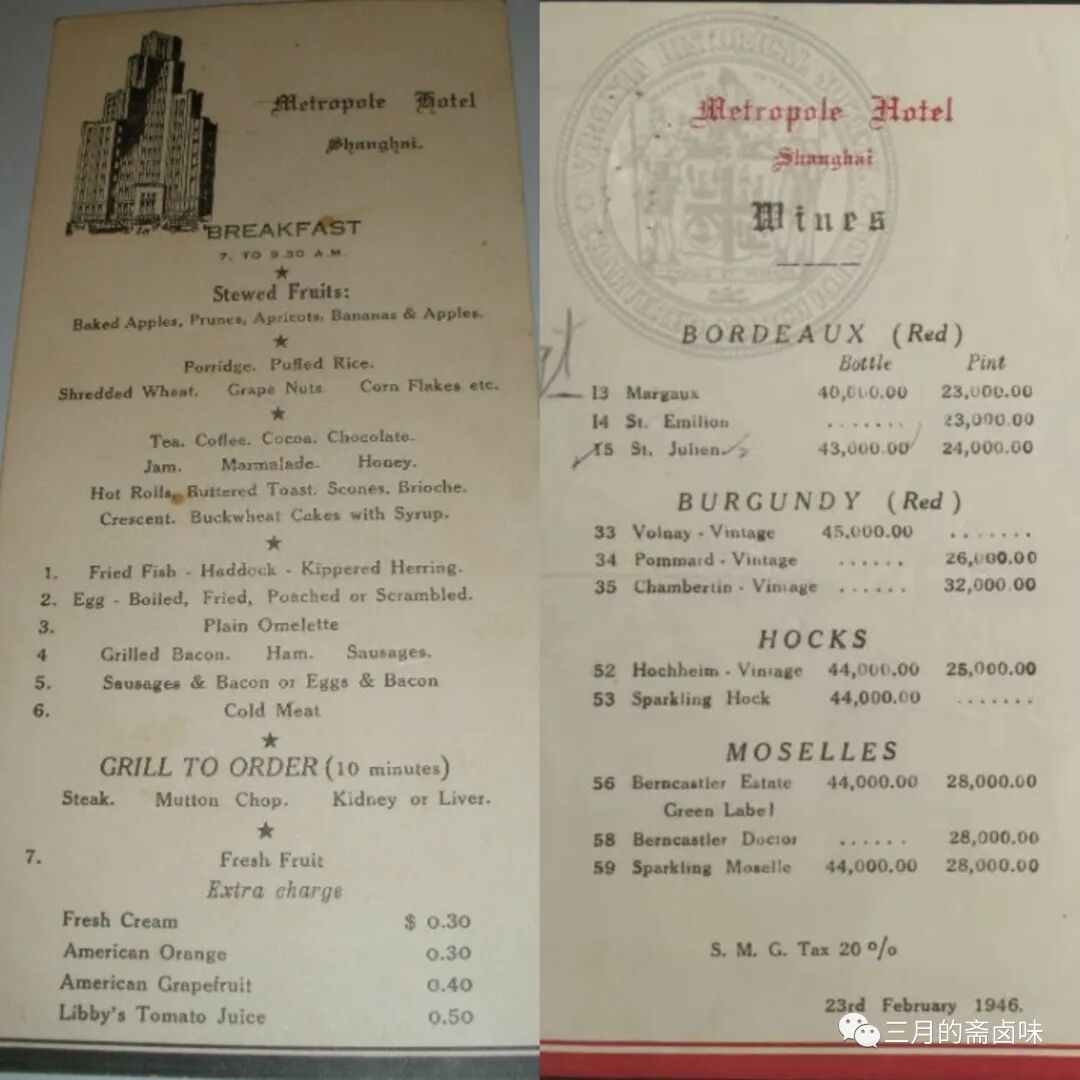 Metropole Hotel
Shanghai.
BREAKFAST
7. TO 9.30 A.M.
★
Stewed Fruits:
Baked Apples, Prunes, Apricots. Bananas & Apples.
★
Porridge. Puffed Rice.
Shredded Wheat. Grape Nuts. Corn Flakes etc.
★
Tea. Coffee. Cocoa. Chocolate.
Jam. Marmalade. Honey.
Hot Rolls, Buttered Toast. Scones. Brioche.
Crescent. Buckwheat Cakes with Syrup.
★
1. Fried Fish - Haddock - Kippered Herring.
2. Egg - Boiled, Fried, Poached or Scrambled.
3. Plain Omelette
4 Grilled Bacon. Ham. Sausages.
5. Sausages & Bacon or Eggs & Bacon
6. Cold Meat
★
GRILL TO ORDER (10 minutes)
Steak. Mutton Chop. Kidney or Liver.
★
7. Fresh Fruit
Extra charge
Fresh Cream $ 0.30
American Orange 0.30
American Grapefruit 0.40
Libby's Tomato Juice 0.50
VIRGINIA HISTORICAL
Metropole Hotel
Shanghai
Wines
BORDEAUX (Red)
Bottle Pint
13 Margaux 40,000.00 23,000.00
14 St. Emilion ....... 23,000.00
15 St. Julien. 43,000.00 24,000.00
BURGUNDY (Red)
33 Volnay - Vintage 45,000.00 .......
34 Pommard - Vintage ...... 26,000.00
35 Chambertin - Vintage ...... 32,000.00
HOCKS
52 Hochheim - Vintage 44,000.00 25,000.00
53 Sparkling Hock 44,000.00 .......
MOSELLES
56 Berncastler Estate 44,000.00 28,000.00
Green Label
58 Berncastler Doctor ...... 28,000.00
59 Sparkling Moselle 44,000.00 28,000.00
S. M. G. Tax 20 %
23rd February 1946.
三月的斋卤味